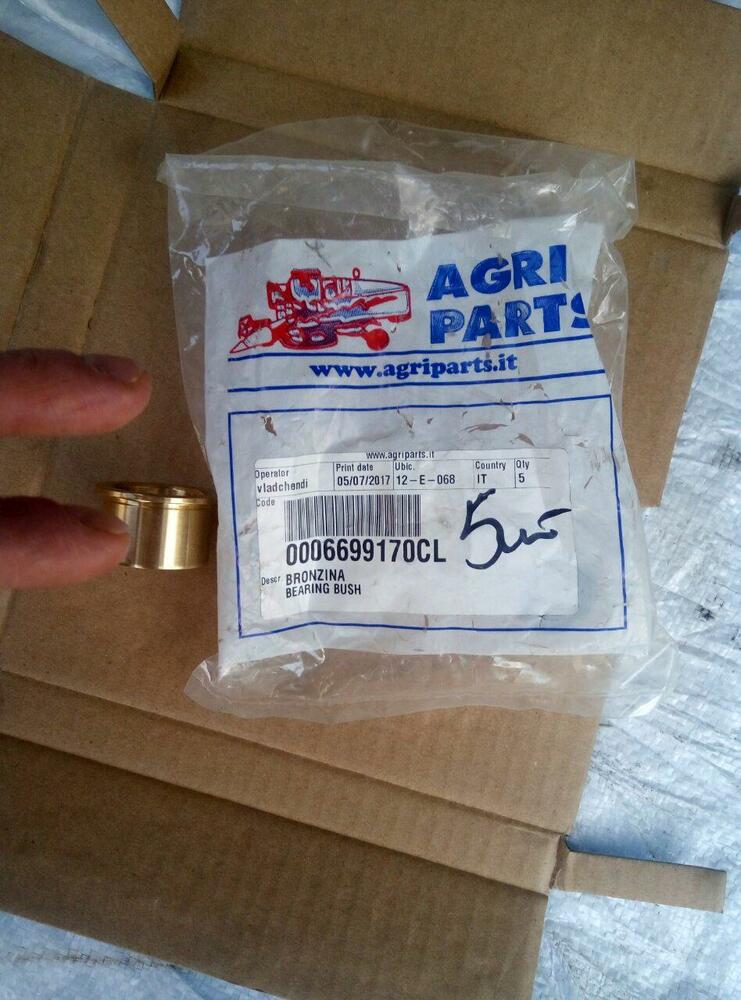 AGRI
PARTS
www.agriparts.it
www.agriparts.it
Operator Print date Ubic. Country Qty
vladchendi 05/07/2017 12-E-068 IT 5
Code
0006699170CL
5шт
Descr BRONZINA
BEARING BUSH